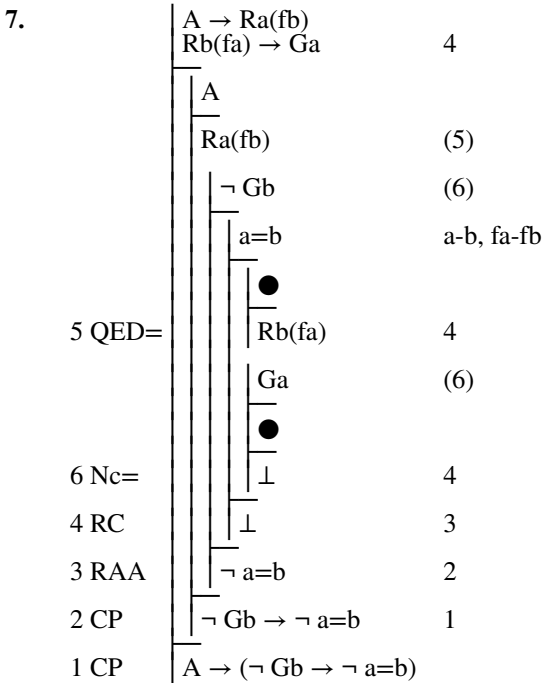 7. A → Ra(fb)
Rb(fa) → Ga 4
A
Ra(fb) (5)
¬ Gb (6)
a=b a-b, fa-fb
●
5 QED= Rb(fa) 4
Ga (6)
●
6 Nc= ⊥ 4
4 RC ⊥ 3
3 RAA ¬ a=b 2
2 CP ¬ Gb → ¬ a=b 1
1 CP A → (¬ Gb → ¬ a=b)